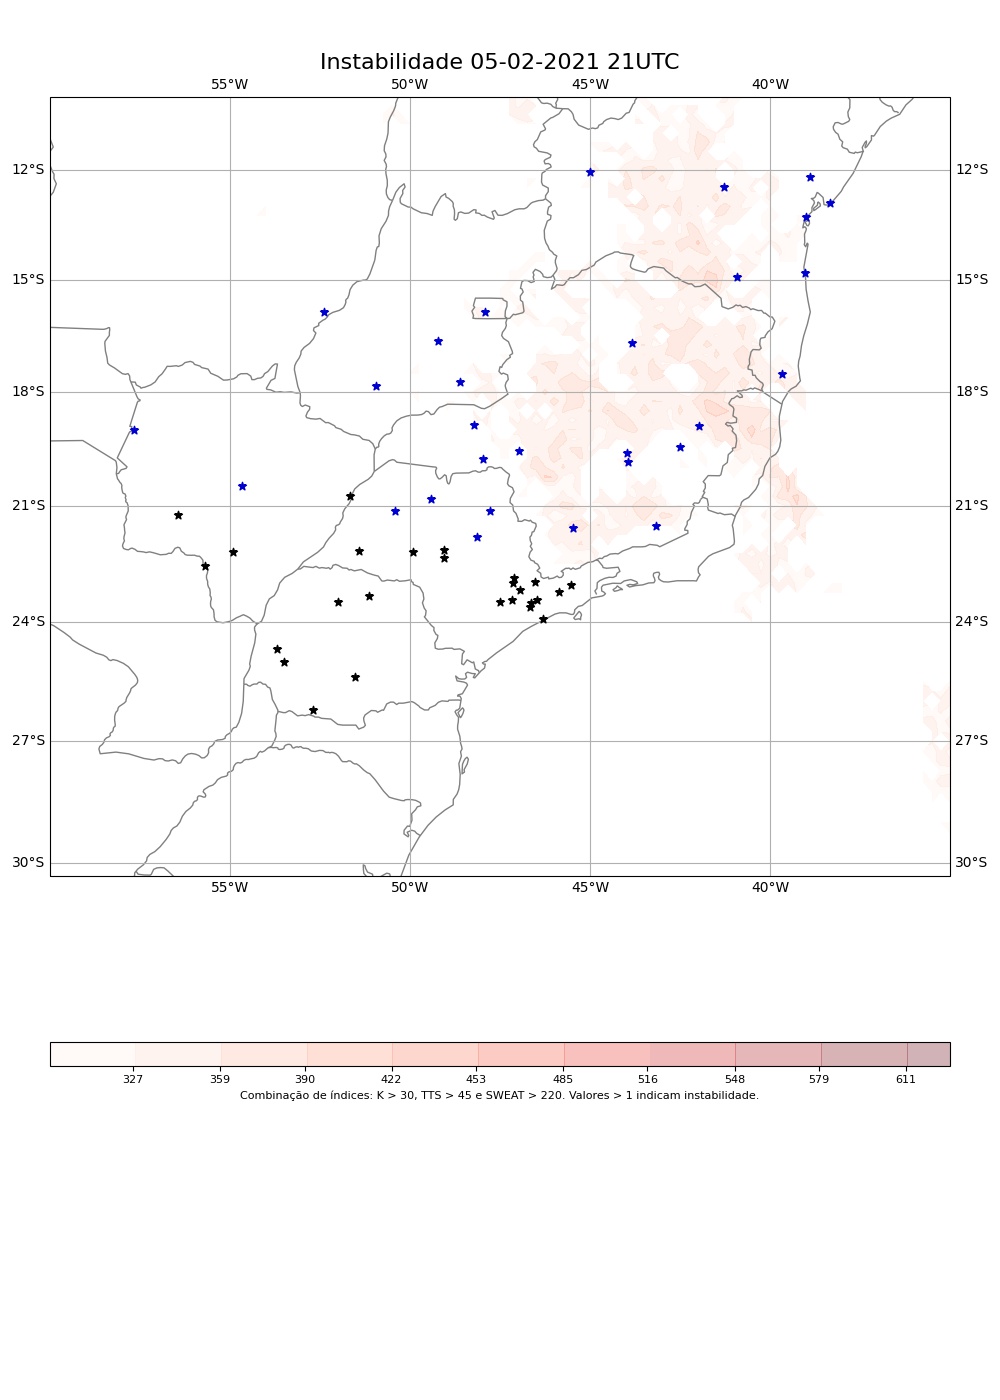 Instabilidade 05-02-2021 21UTC
55°W 50°W 45°W 40°W
12°S 12°S
15°S 15°S
18°S 18°S
21°S 21°S
24°S 24°S
27°S 27°S
30°S 30°S
55°W 50°W 45°W 40°W
327 359 390 422 453 485 516 548 579 611
Combinação de índices: K > 30, TTS > 45 e SWEAT > 220. Valores > 1 indicam instabilidade.